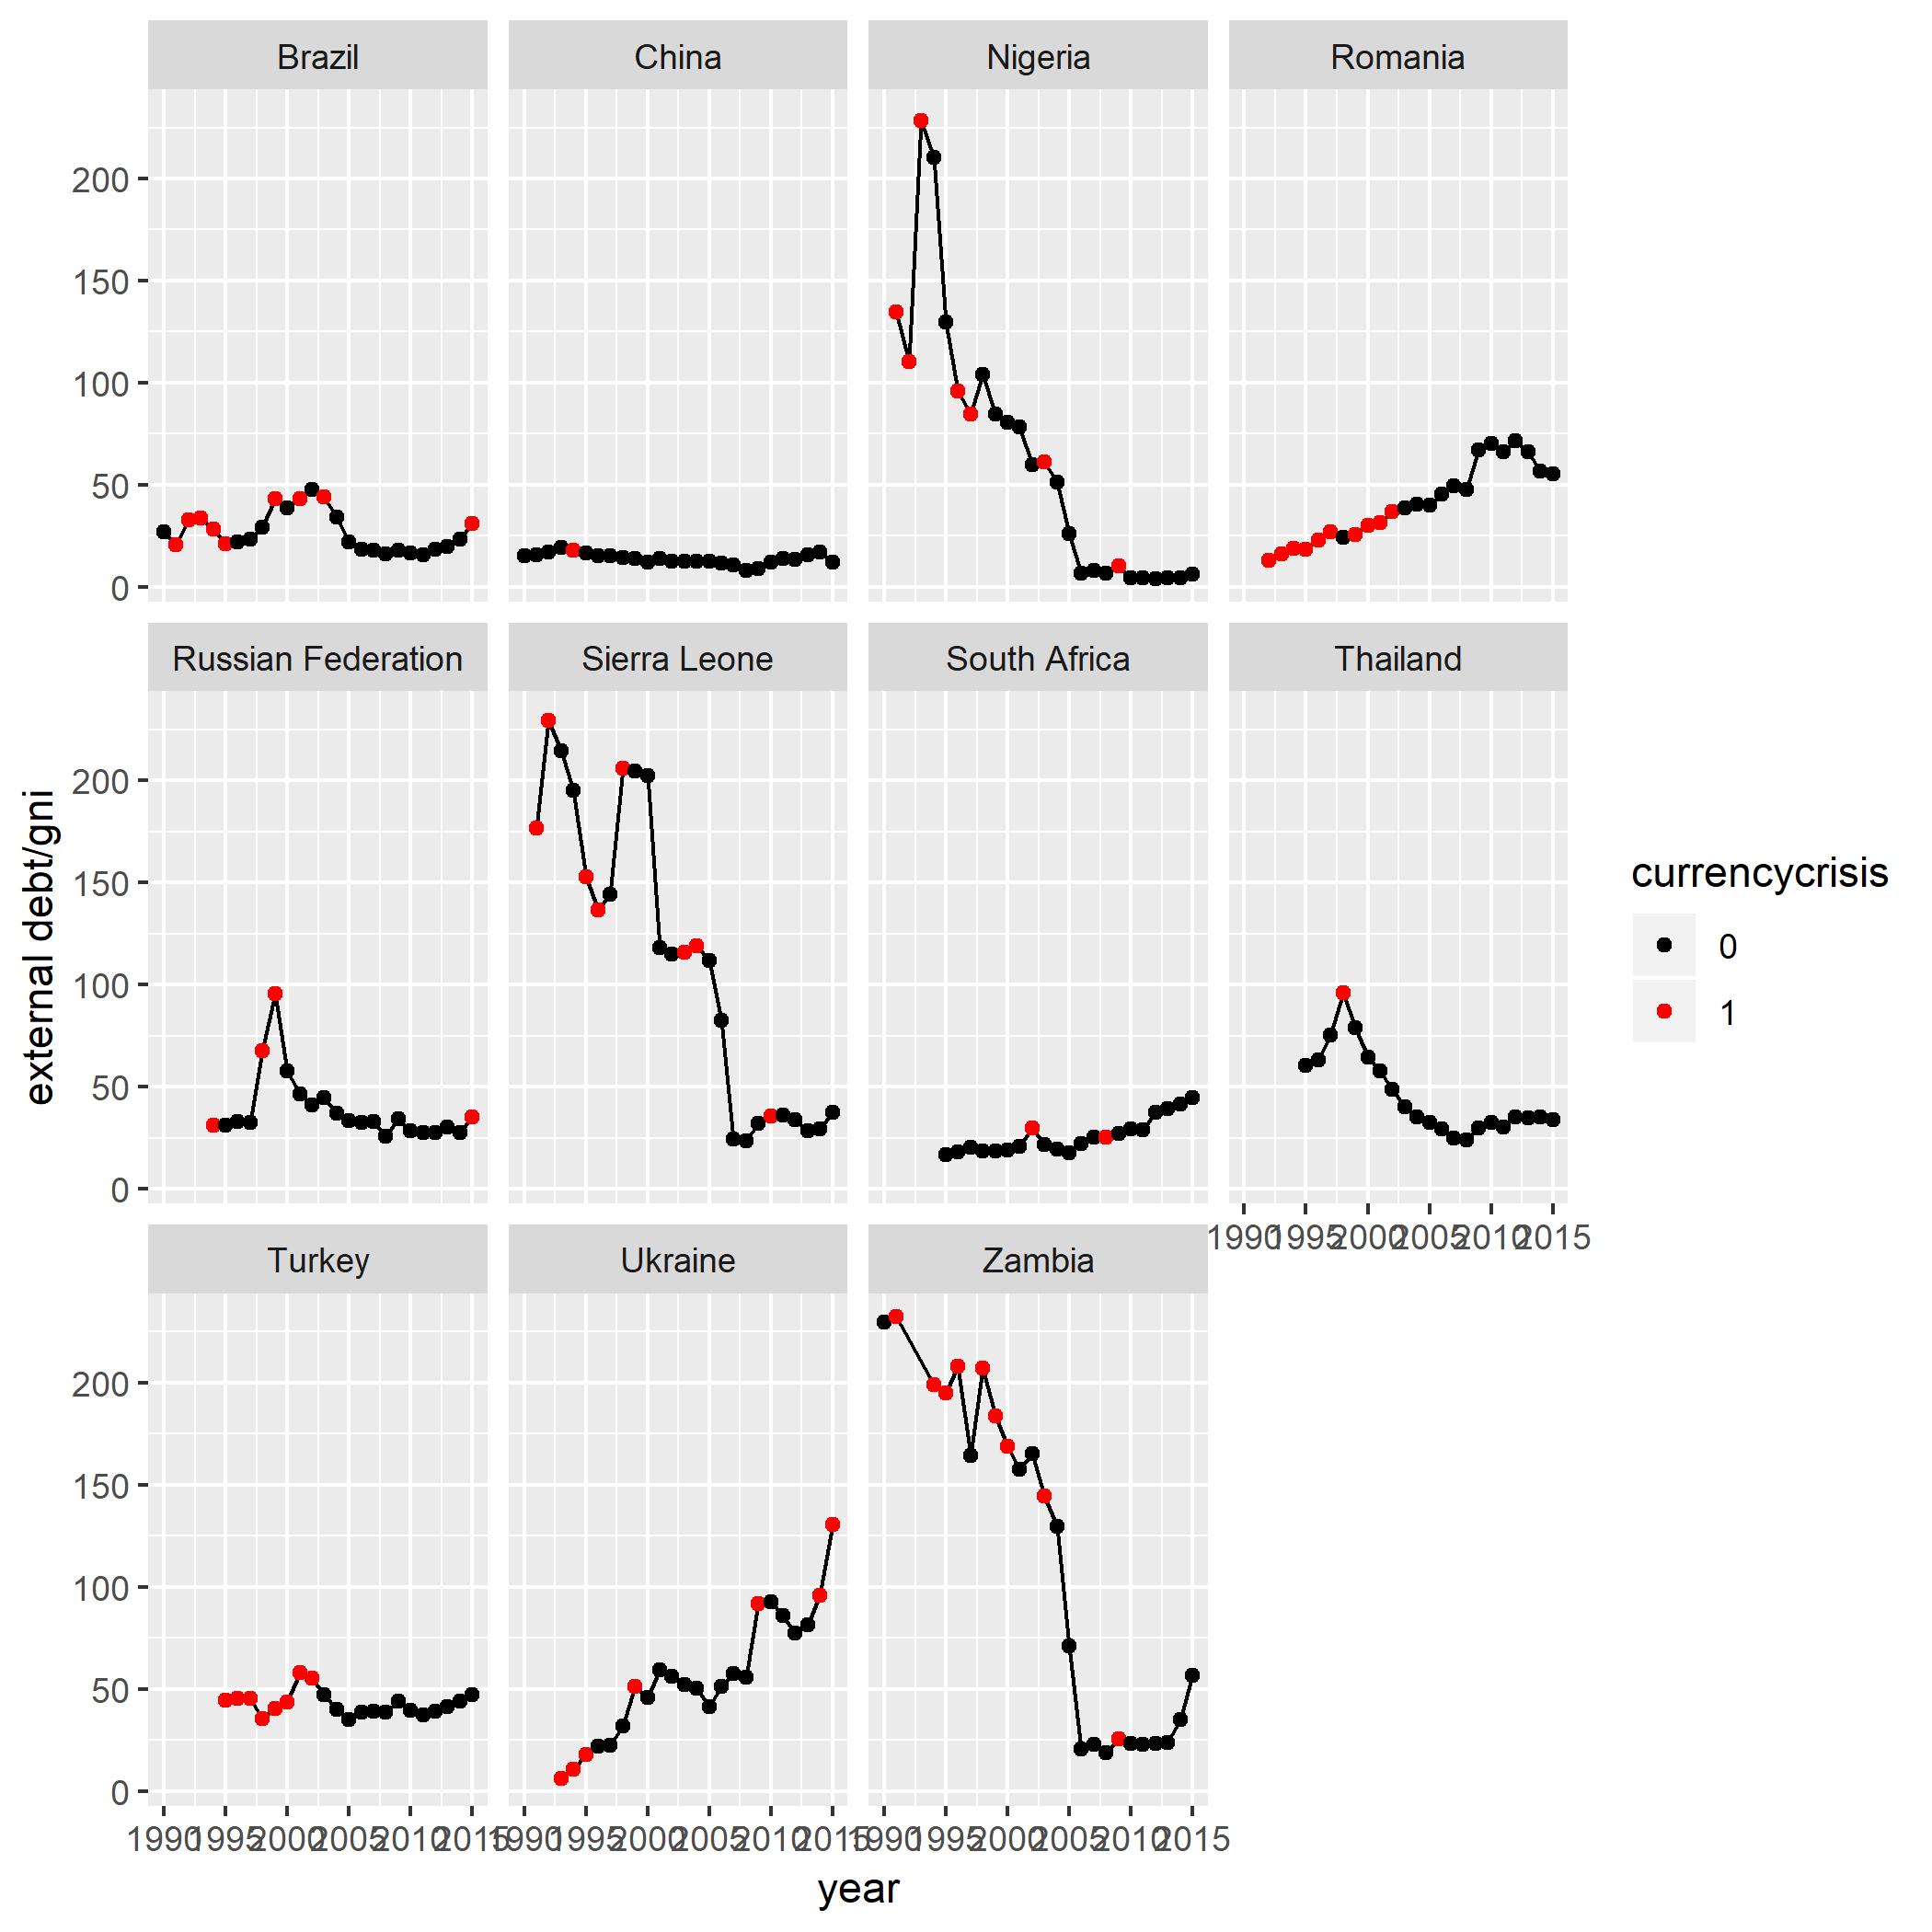 Brazil China Nigeria Romania
200
150
100
50
0
Russian Federation Sierra Leone South Africa Thailand
external debt/gni
200
150
100
50
0
currencycrisis
0
1
1990 1995 2000 2005 2010 2015
Turkey Ukraine Zambia
200
150
100
50
0
1990 1995 2000 2005 2010 2015 1990 1995 2000 2005 2010 2015 1990 1995 2000 2005 2010 2015
year